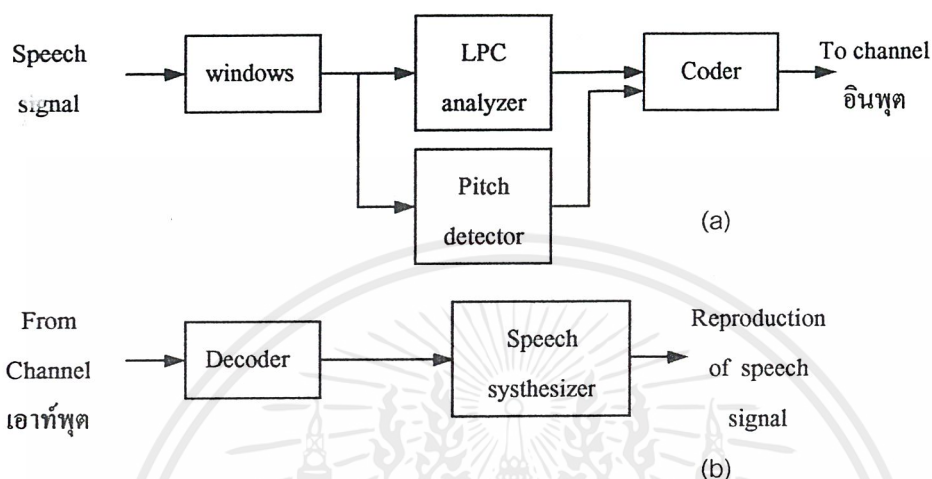 Speech
signal
windows
LPC
analyzer
Pitch
detector
Coder
To channel
อินพุต
(a)
From
Channel
เอาท์พุต
Decoder
Speech
systhesizer
Reproduction
of speech
signal
(b)